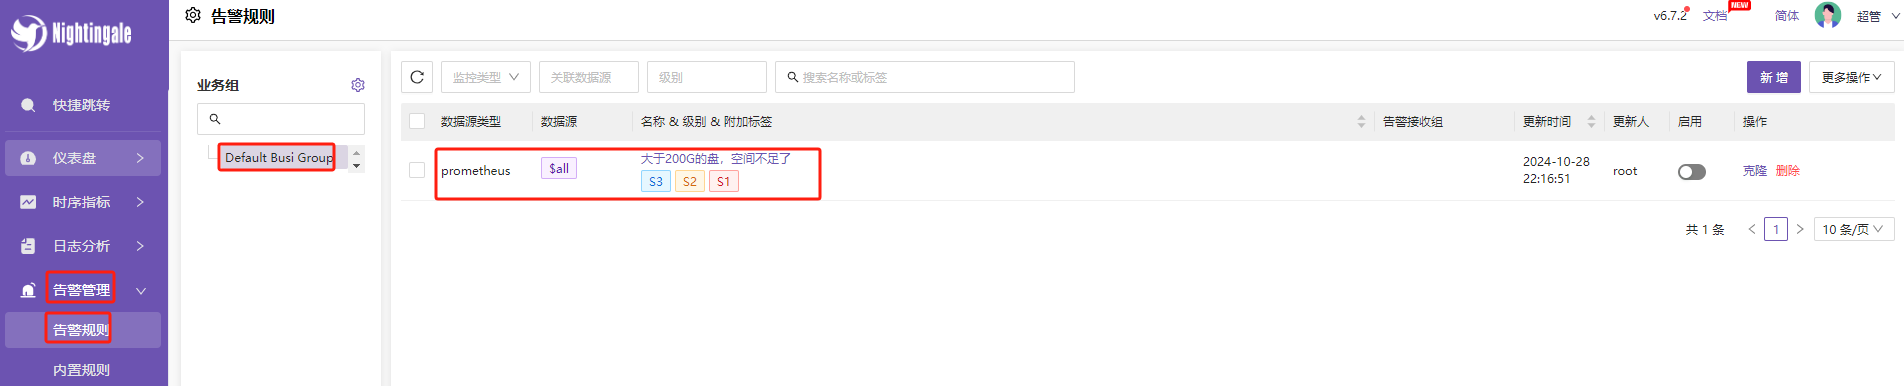 Nightingale
快捷跳转
仪表盘
时序指标
日志分析
告警管理
告警规则
内置规则
告警规则
v6.7.2 文档 NEW 简体 超管
业务组
Default Busi Group
监控类型 关联数据源 级别 搜索名称或标签 新 增 更多操作
数据源类型 数据源 名称 & 级别 & 附加标签 告警接收组 更新时间 更新人 启用 操作
prometheus $all 大于200G的盘，空间不足了
S3 S2 S1
2024-10-28
22:16:51
root 克隆 删除
共 1 条 1 10 条/页